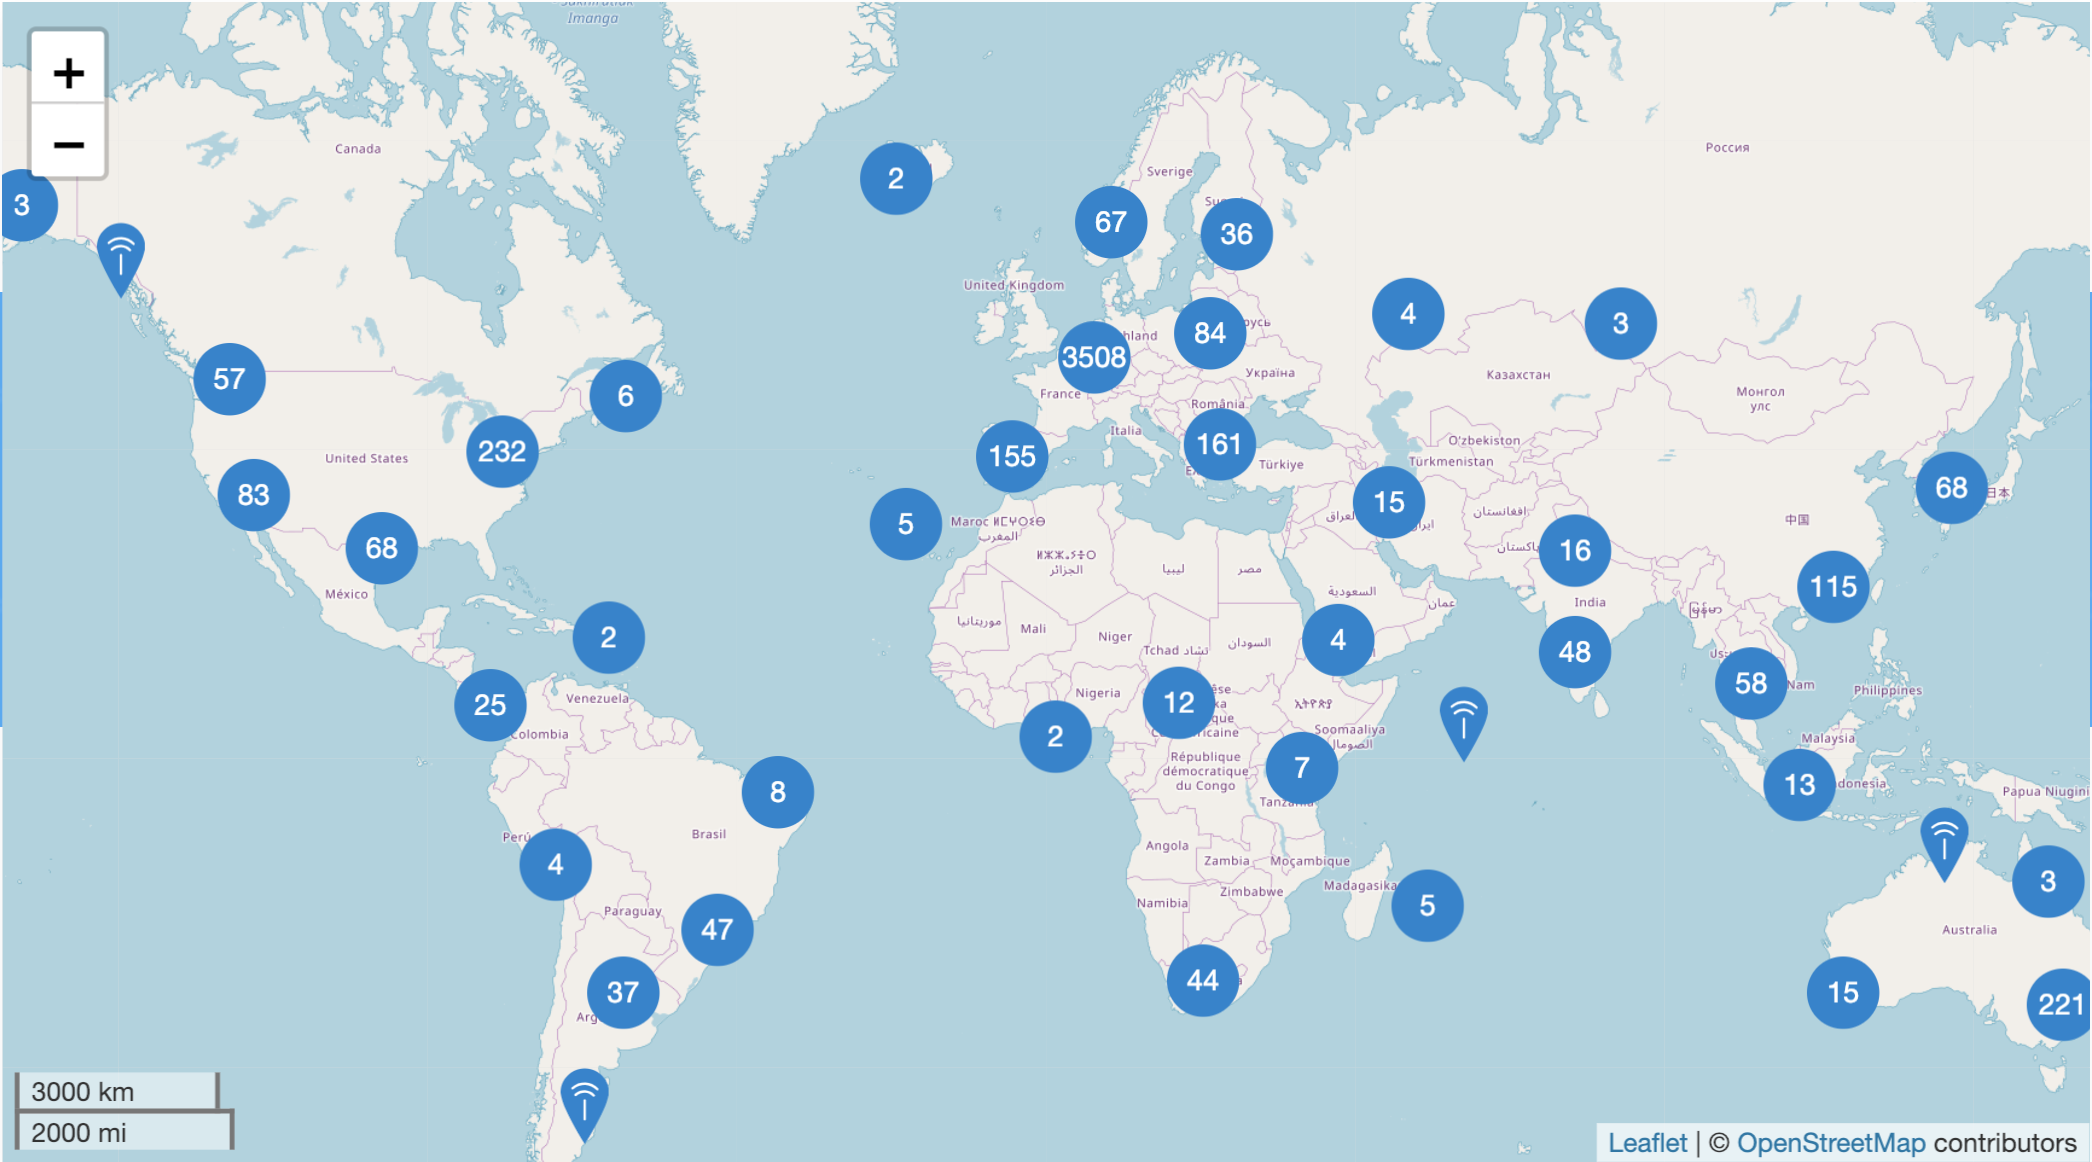 Imanga
+
−
Canada
Россия
Sverige
2
3
67
36
United Kingdom
4
3
84
3508
57
France
Україна
Казахстан
Монгол
улс
6
România
Italia
161
232
155
O'zbekiston
Türkiye
Türkmenistan
United States
83
15
68
日本
5
افغانستان
Maroc ⵍⵎⵖⵔⵉⴱ
المغرب
中国
68
16
الجزائر
ليبيا
مصر
México
السعودية
عمان
India
115
موريتانيا
Mali
Niger
السودان
Tchad تشاد
2
4
48
58
Nigeria
Venezuela
25
12
ኢትዮጵያ
Philippines
Colombia
2
Soomaaliya
الصومال
Malaysia
République
démocratique
du Congo
7
8
13
Papua Niugini
Brasil
Perú
4
Angola
Zambia
Moçambique
3
Zimbabwe
Namibia
5
Paraguay
47
Australia
44
37
15
221
3000 km
2000 mi
Leaflet | © OpenStreetMap contributors